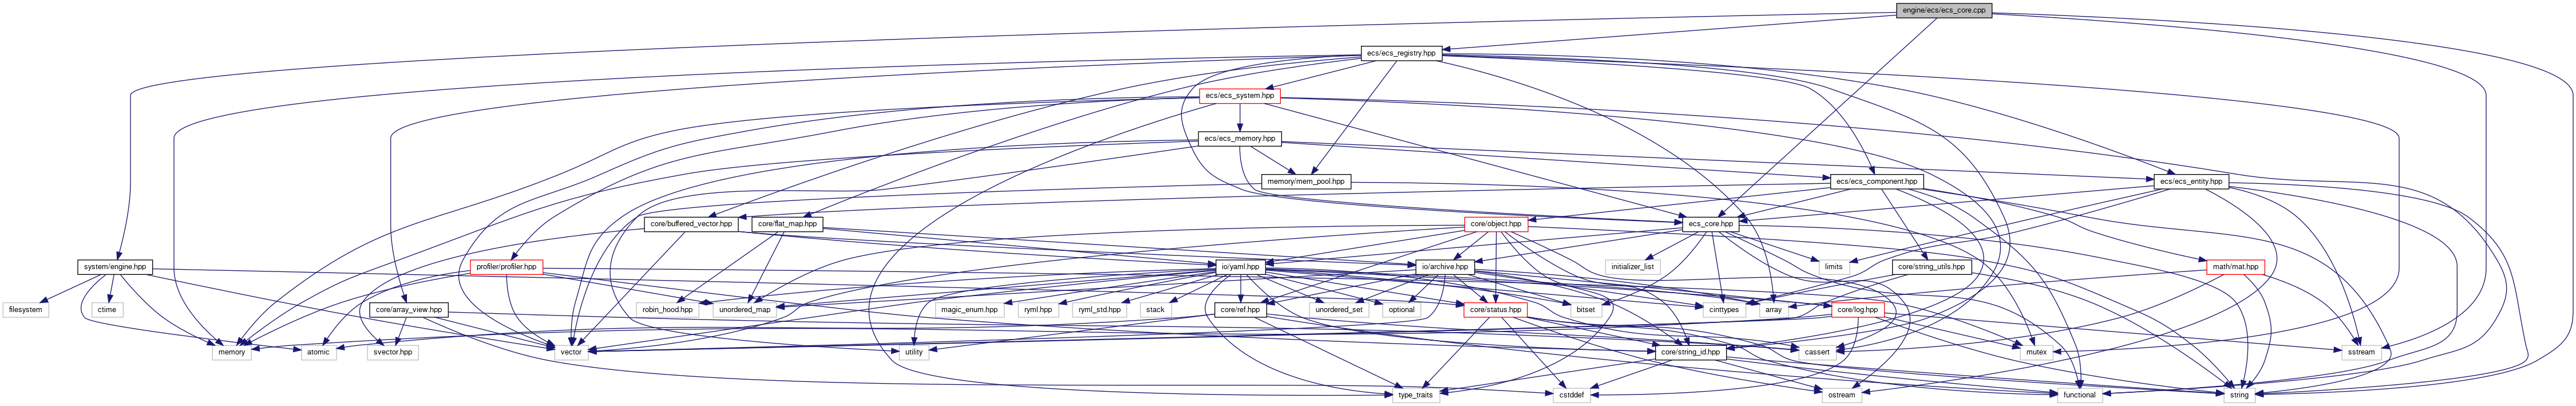 engine/ecs/ecs_core.cpp
ecs/ecs_registry.hpp
ecs/ecs_system.hpp
ecs/ecs_memory.hpp
memory/mem_pool.hpp
ecs/ecs_component.hpp
ecs/ecs_entity.hpp
core/buffered_vector.hpp
core/flat_map.hpp
core/object.hpp
ecs_core.hpp
system/engine.hpp
profiler/profiler.hpp
io/yaml.hpp
io/archive.hpp
initializer_list
limits
core/string_utils.hpp
math/mat.hpp
filesystem
ctime
core/array_view.hpp
robin_hood.hpp
unordered_map
magic_enum.hpp
ryml.hpp
ryml_std.hpp
stack
core/ref.hpp
unordered_set
optional
core/status.hpp
bitset
cinttypes
array
core/log.hpp
memory
atomic
svector.hpp
vector
utility
core/string_id.hpp
cassert
mutex
sstream
type_traits
cstddef
ostream
functional
string